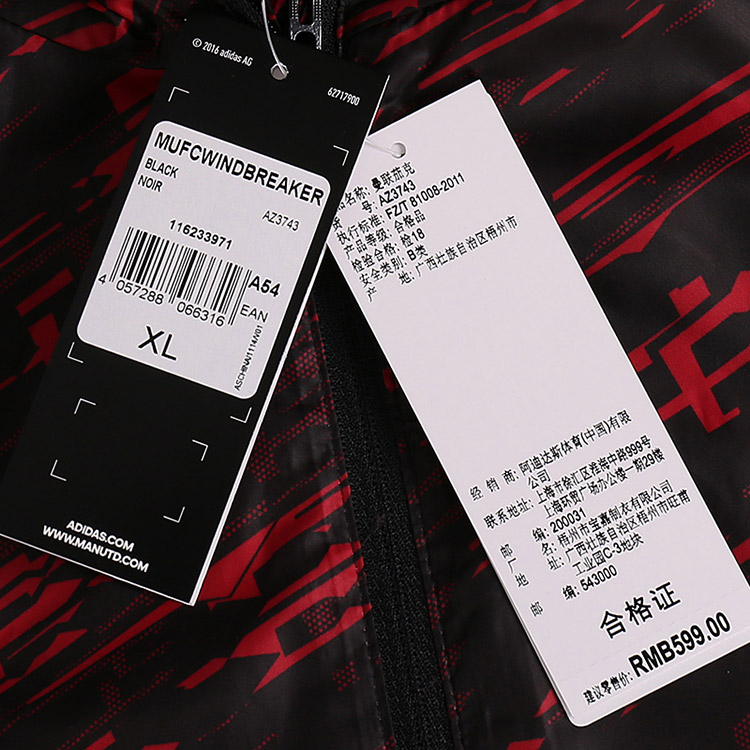 © 2016 adidas AG
62717900
MUFCWINDBREAKER
BLACK
NOIR
AZ3743
116233971
4 057288 066316
A54
EAN
XL
ASCHINA/1114/V01
ADIDAS.COM
WWW.MANUTD.COM
品名称: 曼联茄克
号: AZ3743
执行标准: FZ/T 81008-2011
产品等级: 合格品
检验合格: 检18
安全类别: B类
产 地: 广西壮族自治区梧州市
经 销 商: 阿迪达斯体育(中国)有限
公司
联系地址: 上海市徐汇区淮海中路999号
上海环贸广场办公楼一期29楼
邮 编: 200031
厂 名: 梧州市宝嘉制衣有限公司
地 址: 广西壮族自治区梧州市旺甫
工业园C-3地块
邮 编: 543000
合格证
建议零售价: RMB599.00